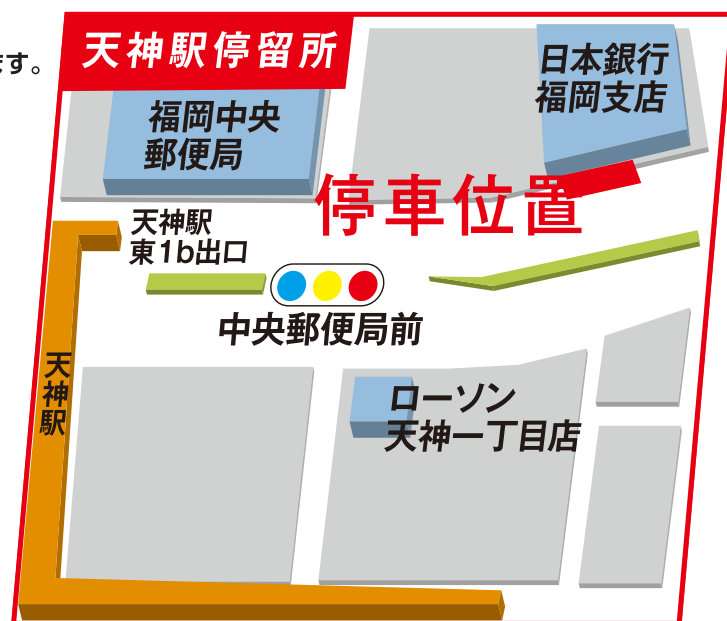 ます。
天神駅停留所
日本銀行
福岡支店
福岡中央
郵便局
停車位置
天神駅
東1b出口
中央郵便局前
天神駅
ローソン
天神一丁目店